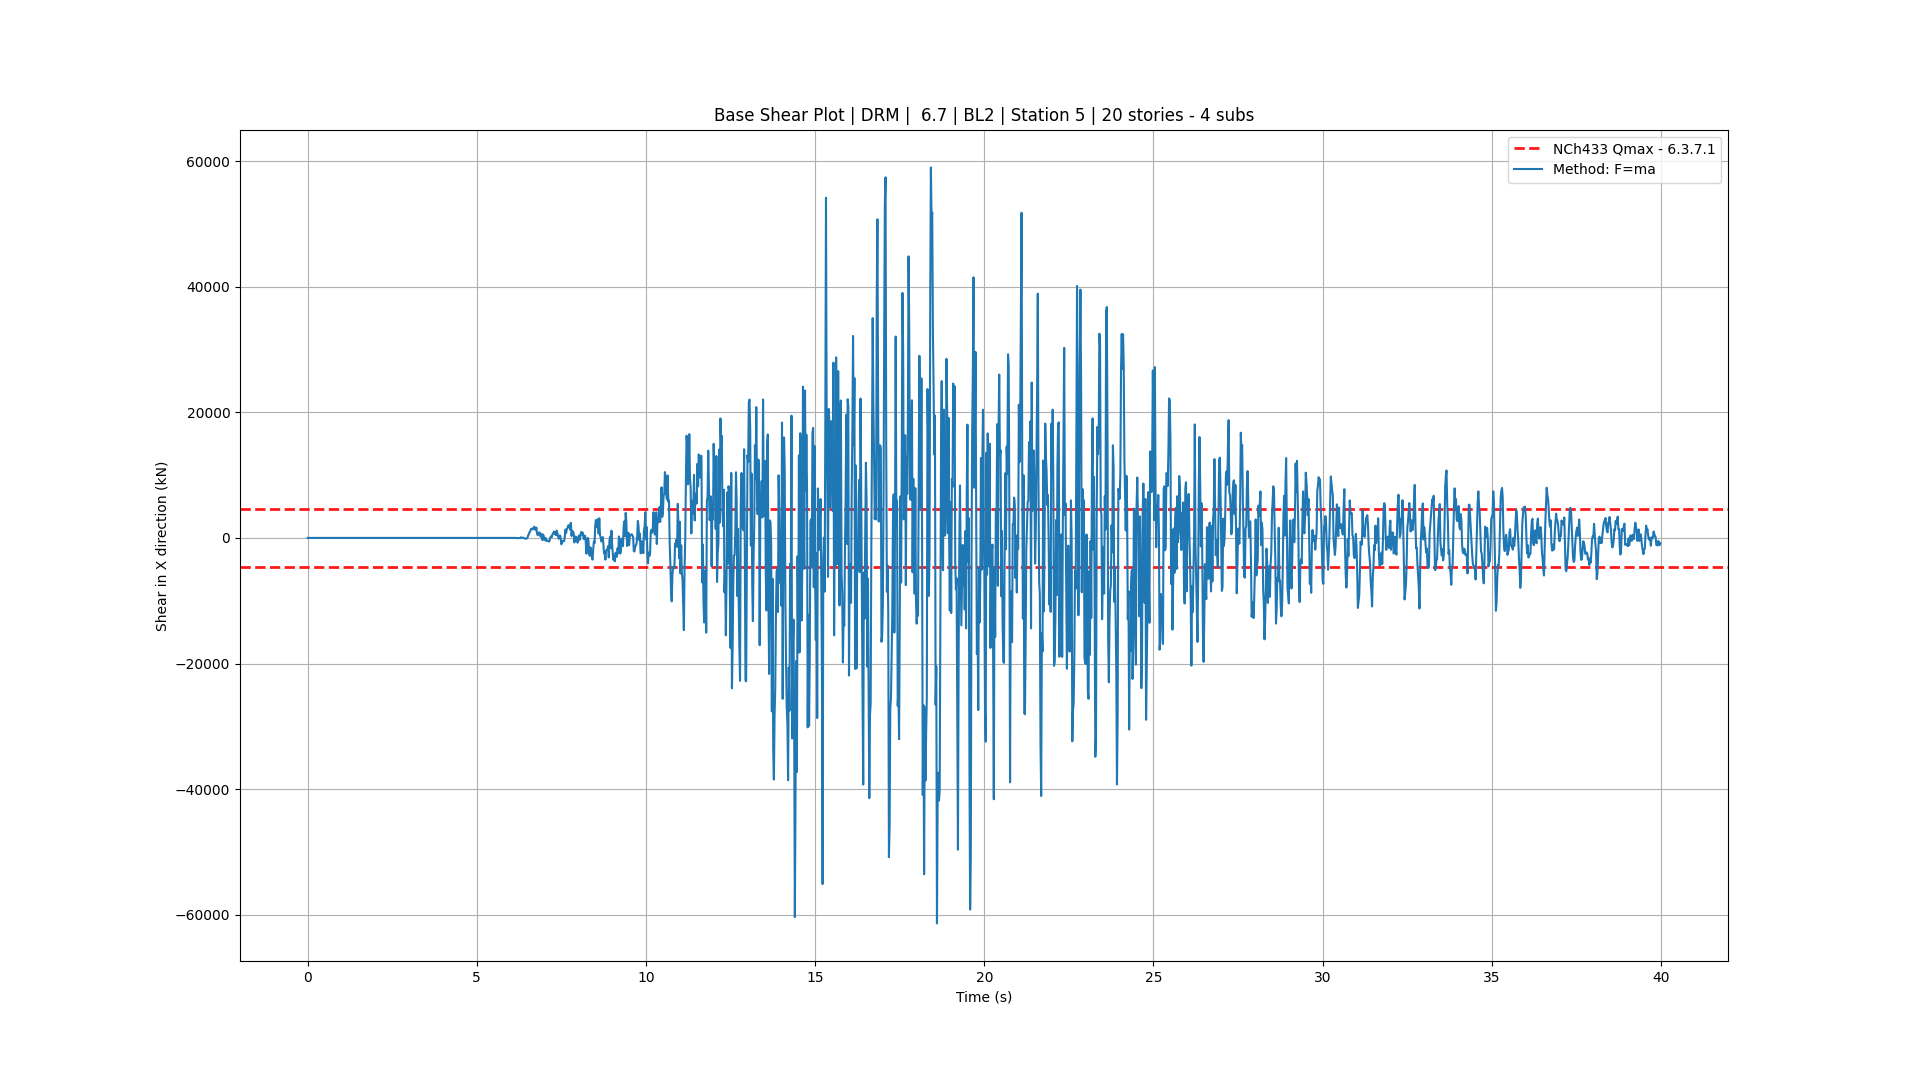 Base Shear Plot | DRM |  6.7 | BL2 | Station 5 | 20 stories - 4 subs
NCh433 Qmax - 6.3.7.1
Method: F=ma
60000
40000
20000
0
−20000
−40000
−60000
Shear in X direction (kN)
0 5 10 15 20 25 30 35 40
Time (s)